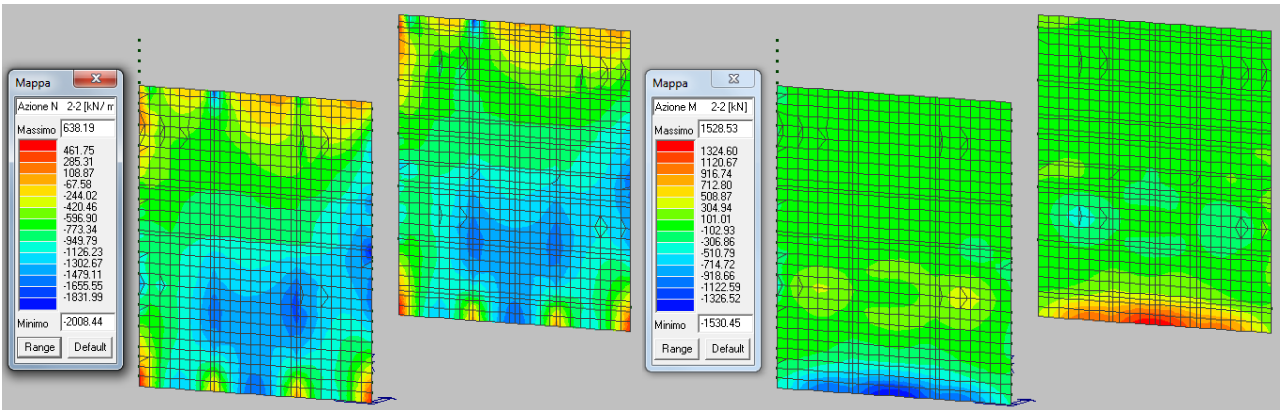 Mappa
Azione N 2-2 [kN/ m
Massimo 638.19
461.75
285.31
108.87
-67.58
-244.02
-420.46
-596.90
-773.34
-949.79
-1126.23
-1302.67
-1479.11
-1655.55
-1831.99
Minimo -2008.44
Range Default
Mappa
Azione M 2-2 [kN]
Massimo 1528.53
1324.60
1120.67
916.74
712.80
508.87
304.94
101.01
-102.93
-306.86
-510.79
-714.72
-918.66
-1122.59
-1326.52
Minimo -1530.45
Range Default